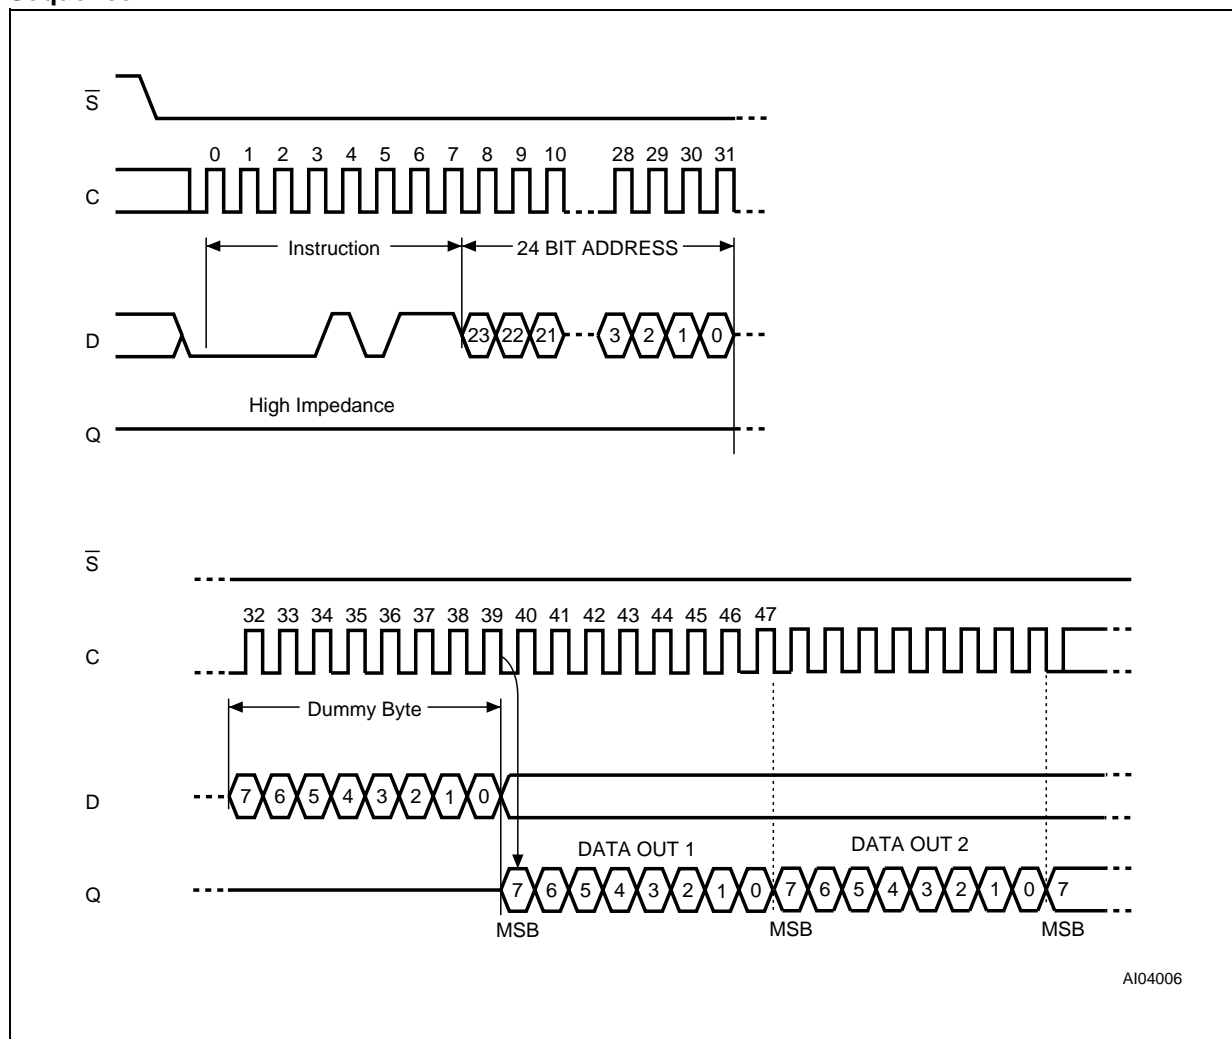 S
0 1 2 3 4 5 6 7 8 9 10 28 29 30 31
C
Instruction 24 BIT ADDRESS
D 23 22 21 3 2 1 0
High Impedance
Q
S
32 33 34 35 36 37 38 39 40 41 42 43 44 45 46 47
C
Dummy Byte
D 7 6 5 4 3 2 1 0
DATA OUT 1 DATA OUT 2
Q 7 6 5 4 3 2 1 0 7 6 5 4 3 2 1 0 7
MSB MSB MSB
AI04006